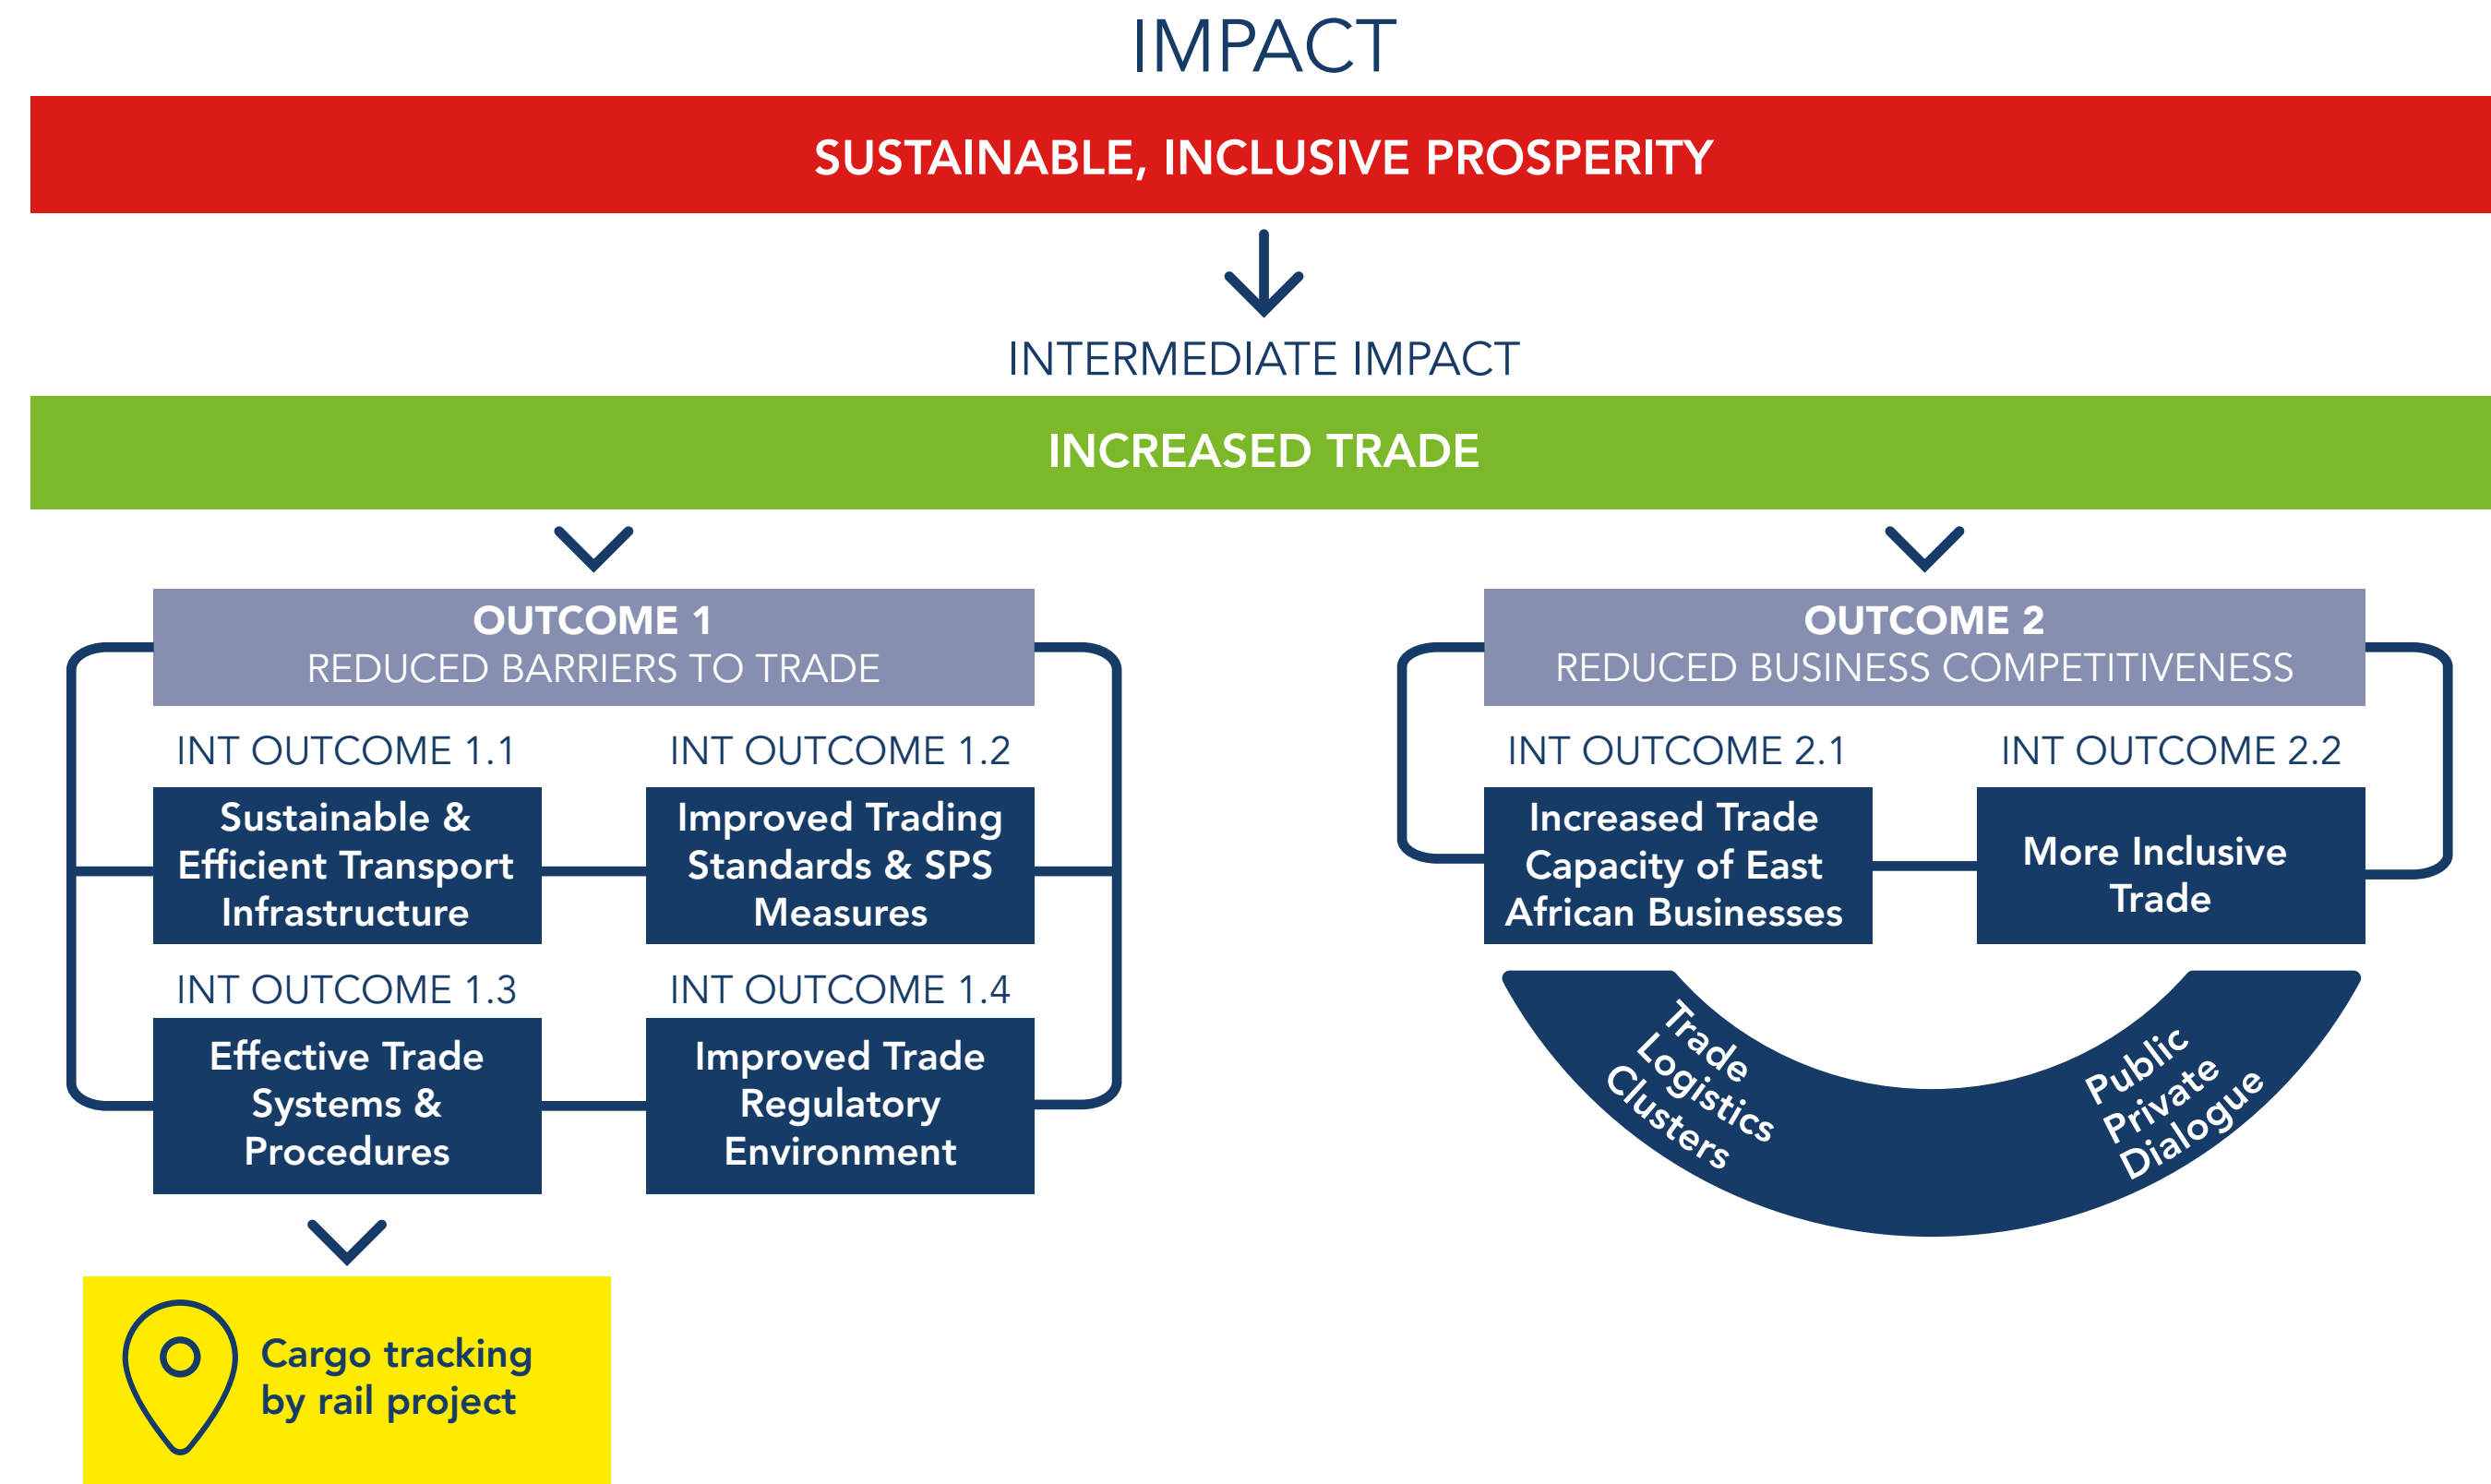 IMPACT
SUSTAINABLE, INCLUSIVE PROSPERITY
INTERMEDIATE IMPACT
INCREASED TRADE
OUTCOME 1
REDUCED BARRIERS TO TRADE
INT OUTCOME 1.1
Sustainable &
Efficient Transport
Infrastructure
INT OUTCOME 1.2
Improved Trading
Standards & SPS
Measures
INT OUTCOME 1.3
Effective Trade
Systems &
Procedures
INT OUTCOME 1.4
Improved Trade
Regulatory
Environment
Cargo tracking
by rail project
OUTCOME 2
REDUCED BUSINESS COMPETITIVENESS
INT OUTCOME 2.1
Increased Trade
Capacity of East
African Businesses
INT OUTCOME 2.2
More Inclusive
Trade
Trade
Logistics
Clusters
Public
Private
Dialogue